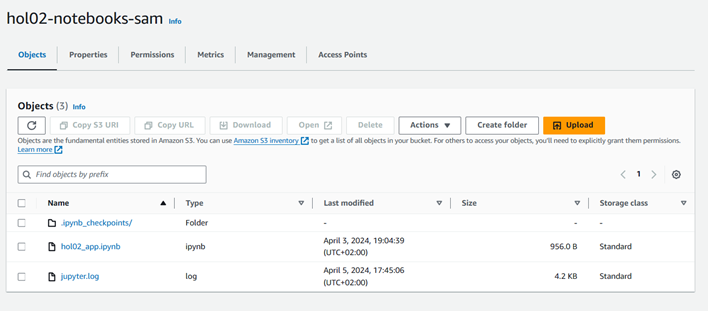 hol02-notebooks-sam Info
Objects Properties Permissions Metrics Management Access Points
Objects (3) Info
Copy S3 URI Copy URL Download Open Delete Actions Create folder Upload
Objects are the fundamental entities stored in Amazon S3. You can use Amazon S3 inventory to get a list of all objects in your bucket. For others to access your objects, you'll need to explicitly grant them permissions.
Learn more
Find objects by prefix 1
Name Type Last modified Size Storage class
.ipynb_checkpoints/ Folder - - -
hol02_app.ipynb ipynb April 3, 2024, 19:04:39 (UTC+02:00) 956.0 B Standard
jupyter.log log April 5, 2024, 17:45:06 (UTC+02:00) 4.2 KB Standard